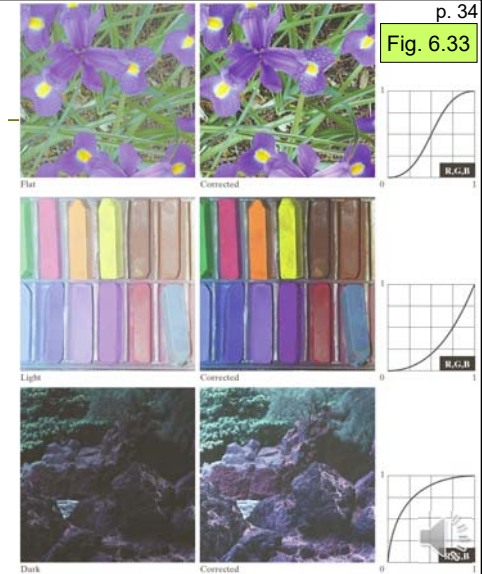 p. 34
Fig. 6.33
1
R,G,B
0 1
Flat Corrected
1
R,G,B
0 1
Light Corrected
1
R,G,B
0 1
Dark Corrected